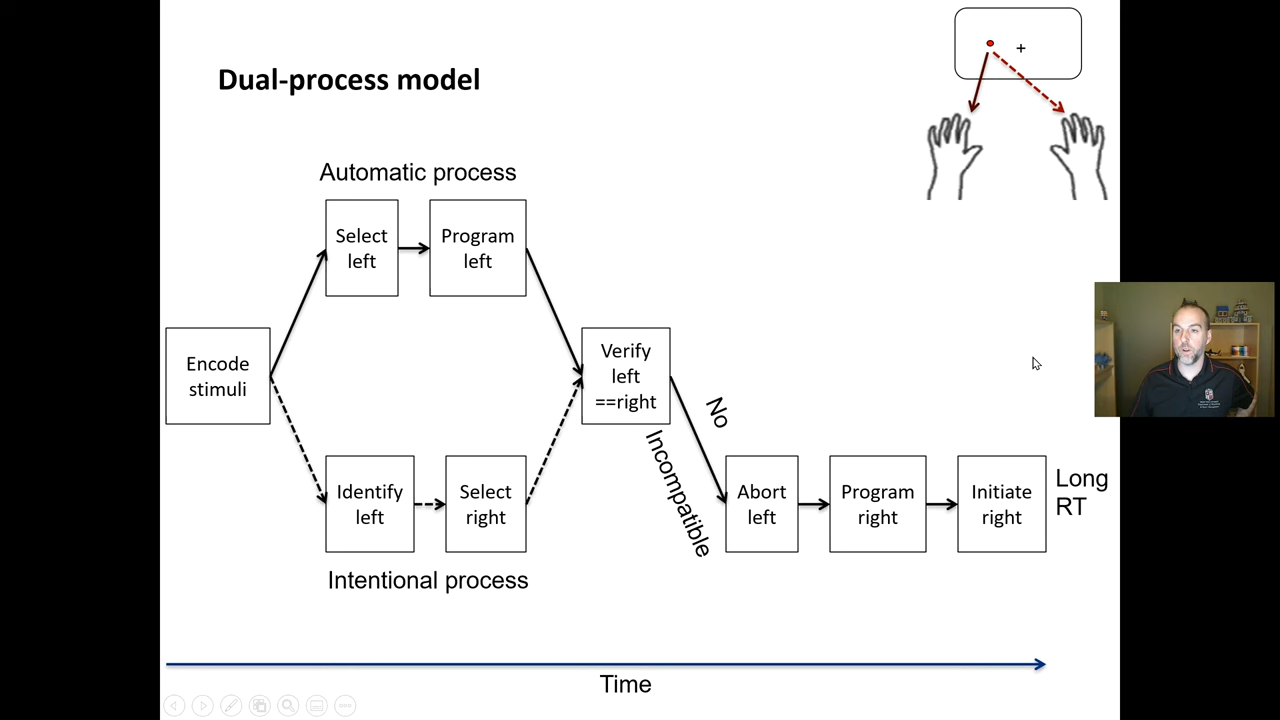 Dual-process model
+
Automatic process
Select
left
Program
left
Encode
stimuli
Verify
left
==right
No
Incompatible
Identify
left
Select
right
Intentional process
Abort
left
Program
right
Initiate
right
Long
RT
Time